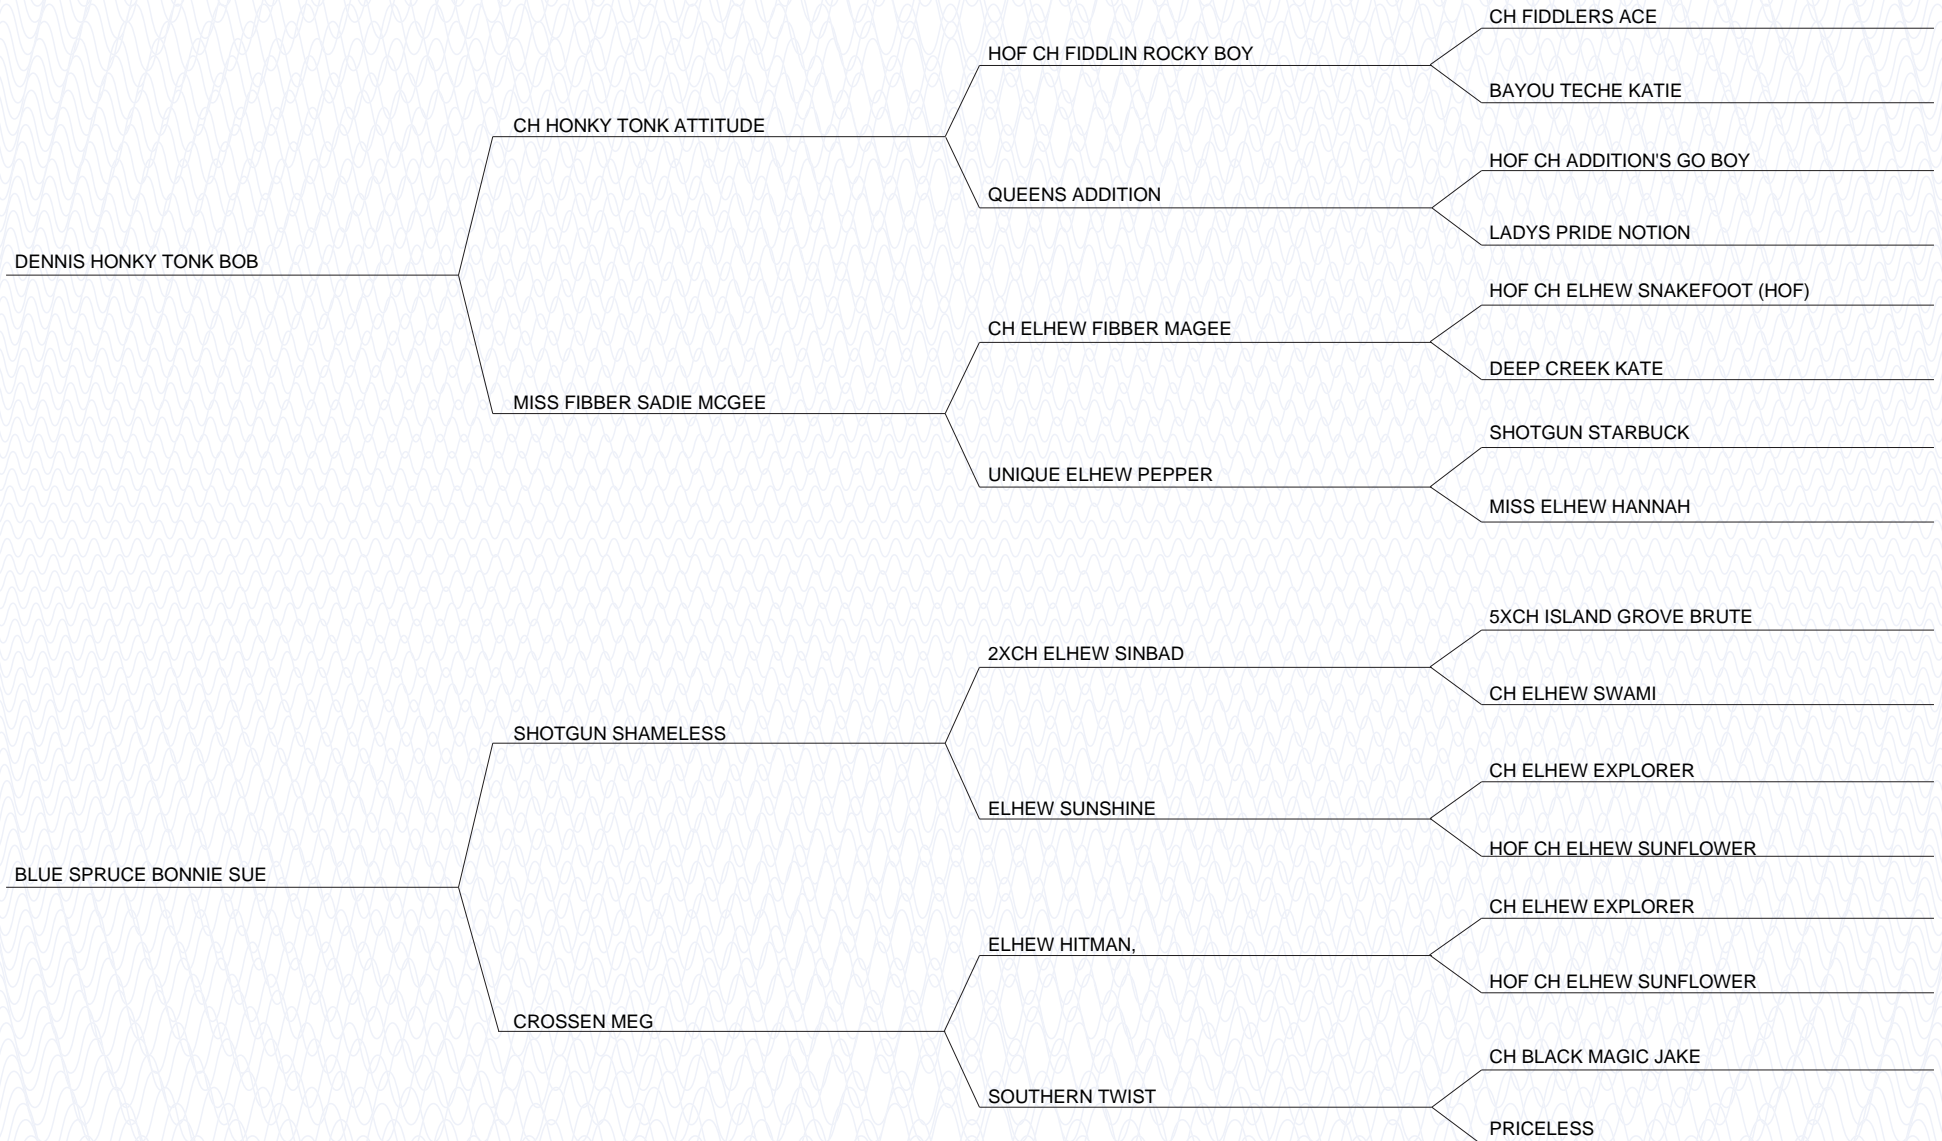 CH FIDDLERS ACE
HOF CH FIDDLIN ROCKY BOY
BAYOU TECHE KATIE
CH HONKY TONK ATTITUDE
HOF CH ADDITION'S GO BOY
QUEENS ADDITION
LADYS PRIDE NOTION
DENNIS HONKY TONK BOB
HOF CH ELHEW SNAKEFOOT (HOF)
CH ELHEW FIBBER MAGEE
DEEP CREEK KATE
MISS FIBBER SADIE MCGEE
SHOTGUN STARBUCK
UNIQUE ELHEW PEPPER
MISS ELHEW HANNAH
5XCH ISLAND GROVE BRUTE
2XCH ELHEW SINBAD
CH ELHEW SWAMI
SHOTGUN SHAMELESS
CH ELHEW EXPLORER
ELHEW SUNSHINE
HOF CH ELHEW SUNFLOWER
BLUE SPRUCE BONNIE SUE
CH ELHEW EXPLORER
ELHEW HITMAN,
HOF CH ELHEW SUNFLOWER
CROSSEN MEG
CH BLACK MAGIC JAKE
SOUTHERN TWIST
PRICELESS